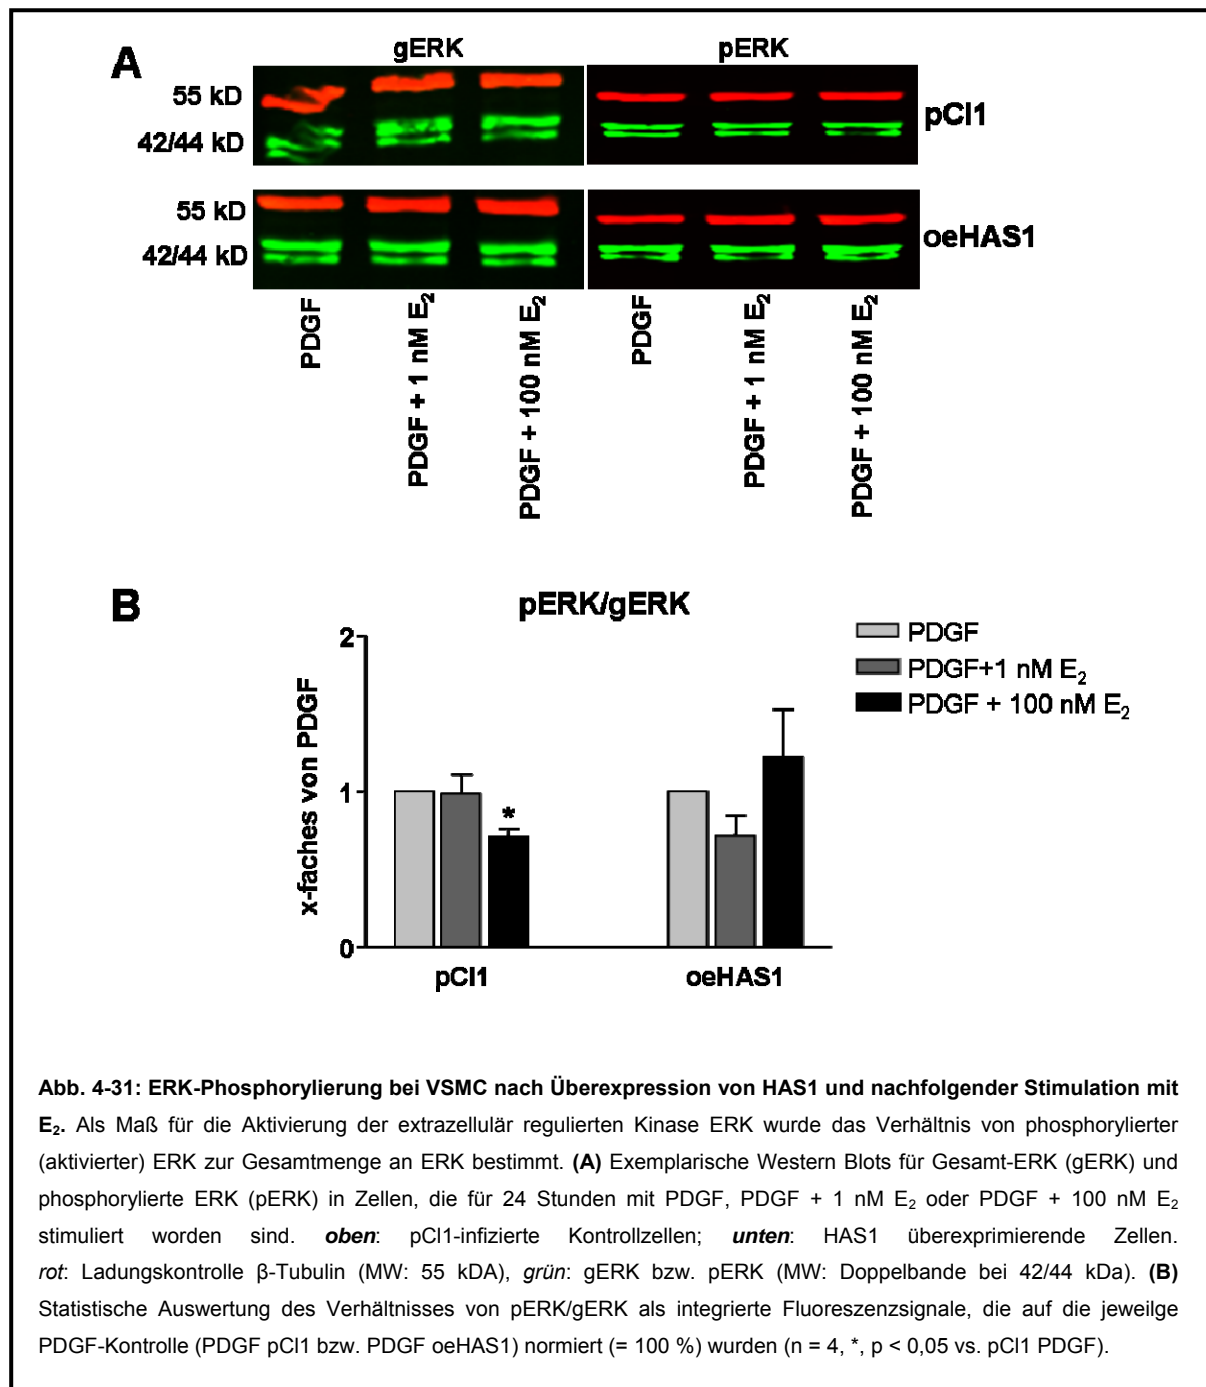 A
gERK
pERK
55 kD
42/44 kD
pCl1
55 kD
42/44 kD
oeHAS1
PDGF
PDGF + 1 nM E₂
PDGF + 100 nM E₂
PDGF
PDGF + 1 nM E₂
PDGF + 100 nM E₂
B
pERK/gERK
x-faches von PDGF
2
1
0
*
pCl1
oeHAS1
PDGF
PDGF+1 nM E₂
PDGF + 100 nM E₂
Abb. 4-31: ERK-Phosphorylierung bei VSMC nach Überexpression von HAS1 und nachfolgender Stimulation mit
E₂. Als Maß für die Aktivierung der extrazellulär regulierten Kinase ERK wurde das Verhältnis von phosphorylierter
(aktivierter) ERK zur Gesamtmenge an ERK bestimmt. (A) Exemplarische Western Blots für Gesamt-ERK (gERK) und
phosphorylierte ERK (pERK) in Zellen, die für 24 Stunden mit PDGF, PDGF + 1 nM E₂ oder PDGF + 100 nM E₂
stimuliert worden sind. oben: pCl1-infizierte Kontrollzellen; unten: HAS1 überexprimierende Zellen.
rot: Ladungskontrolle β-Tubulin (MW: 55 kDA), grün: gERK bzw. pERK (MW: Doppelbande bei 42/44 kDa). (B)
Statistische Auswertung des Verhältnisses von pERK/gERK als integrierte Fluoreszenzsignale, die auf die jeweilge
PDGF-Kontrolle (PDGF pCl1 bzw. PDGF oeHAS1) normiert (= 100 %) wurden (n = 4, *, p < 0,05 vs. pCl1 PDGF).